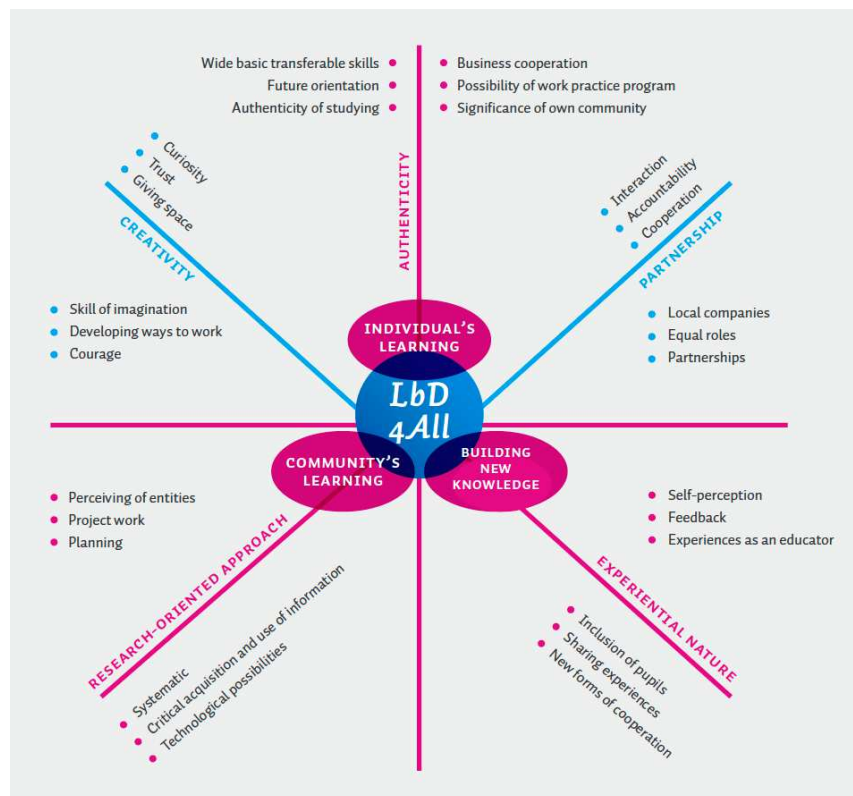 Wide basic transferable skills
Future orientation
Authenticity of studying
Business cooperation
Possibility of work practice program
Significance of own community
AUTHENTICITY
Curiosity
Trust
Giving space
CREATIVITY
Skill of imagination
Developing ways to work
Courage
Interaction
Accountability
Cooperation
PARTNERSHIP
Local companies
Equal roles
Partnerships
INDIVIDUAL'S
LEARNING
LbD
4All
COMMUNITY'S
LEARNING
BUILDING
NEW
KNOWLEDGE
Perceiving of entities
Project work
Planning
RESEARCH-ORIENTED APPROACH
Systematic
Critical acquisition and use of information
Technological possibilities
Self-perception
Feedback
Experiences as an educator
EXPERIENTIAL NATURE
Inclusion of pupils
Sharing experiences
New forms of cooperation